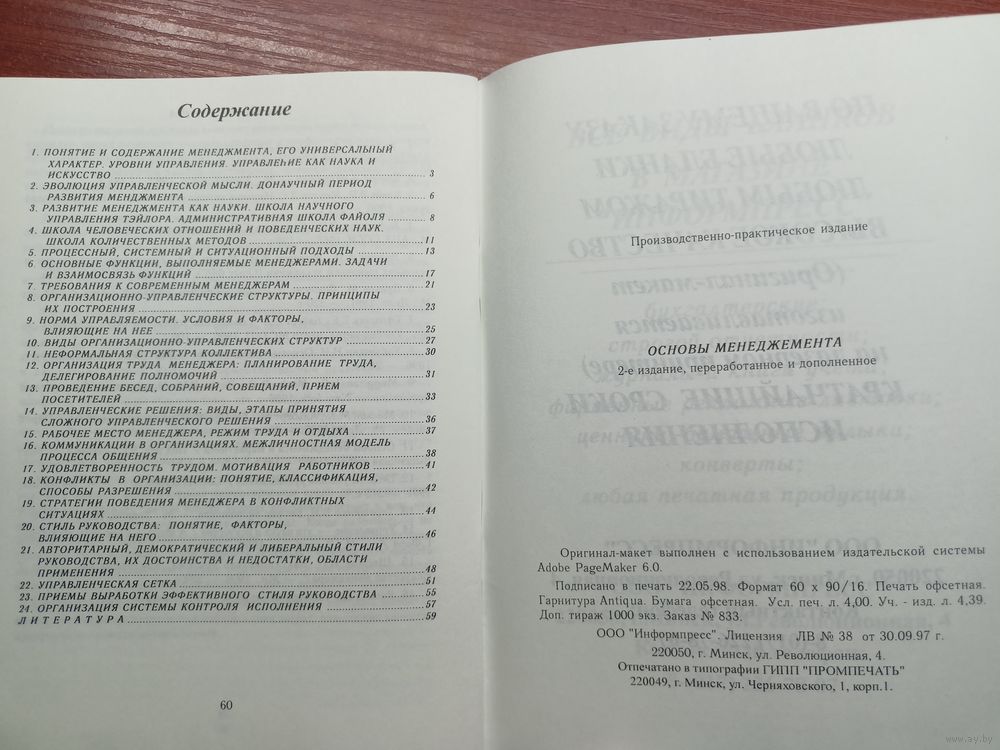 Содержание
1. ПОНЯТИЕ И СОДЕРЖАНИЕ МЕНЕДЖМЕНТА, ЕГО УНИВЕРСАЛЬНЫЙ
ХАРАКТЕР. УРОВНИ УПРАВЛЕНИЯ. УПРАВЛЕНИЕ КАК НАУКА И
ИСКУССТВО 3
2. ЭВОЛЮЦИЯ УПРАВЛЕНЧЕСКОЙ МЫСЛИ. ДОНАУЧНЫЙ ПЕРИОД
РАЗВИТИЯ МЕНДЖМЕНТА 6
3. РАЗВИТИЕ МЕНЕДЖМЕНТА КАК НАУКИ. ШКОЛА НАУЧНОГО
УПРАВЛЕНИЯ ТЭЙЛОРА. АДМИНИСТРАТИВНАЯ ШКОЛА ФАЙОЛЯ 8
4. ШКОЛА ЧЕЛОВЕЧЕСКИХ ОТНОШЕНИЙ И ПОВЕДЕНЧЕСКИХ НАУК.
ШКОЛА КОЛИЧЕСТВЕННЫХ МЕТОДОВ 11
5. ПРОЦЕССНЫЙ, СИСТЕМНЫЙ И СИТУАЦИОННЫЙ ПОДХОДЫ 13
6. ОСНОВНЫЕ ФУНКЦИИ, ВЫПОЛНЯЕМЫЕ МЕНЕДЖЕРАМИ. ЗАДАЧИ
И ВЗАИМОСВЯЗЬ ФУНКЦИЙ 17
7. ТРЕБОВАНИЯ К СОВРЕМЕННЫМ МЕНЕДЖЕРАМ 21
8. ОРГАНИЗАЦИОННО-УПРАВЛЕНЧЕСКИЕ СТРУКТУРЫ. ПРИНЦИПЫ
ИХ ПОСТРОЕНИЯ 23
9. НОРМА УПРАВЛЯЕМОСТИ. УСЛОВИЯ И ФАКТОРЫ,
ВЛИЯЮЩИЕ НА НЕЕ 25
10. ВИДЫ ОРГАНИЗАЦИОННО-УПРАВЛЕНЧЕСКИХ СТРУКТУР 27
11. НЕФОРМАЛЬНАЯ СТРУКТУРА КОЛЛЕКТИВА 30
12. ОРГАНИЗАЦИЯ ТРУДА МЕНЕДЖЕРА: ПЛАНИРОВАНИЕ ТРУДА,
ДЕЛЕГИРОВАНИЕ ПОЛНОМОЧИЙ 31
13. ПРОВЕДЕНИЕ БЕСЕД, СОБРАНИЙ, СОВЕЩАНИЙ, ПРИЕМ
ПОСЕТИТЕЛЕЙ 33
14. УПРАВЛЕНЧЕСКИЕ РЕШЕНИЯ: ВИДЫ, ЭТАПЫ ПРИНЯТИЯ
СЛОЖНОГО УПРАВЛЕНЧЕСКОГО РЕШЕНИЯ 36
15. РАБОЧЕЕ МЕСТО МЕНЕДЖЕРА, РЕЖИМ ТРУДА И ОТДЫХА 37
16. КОММУНИКАЦИИ В ОРГАНИЗАЦИЯХ. МЕЖЛИЧНОСТНАЯ МОДЕЛЬ
ПРОЦЕССА ОБЩЕНИЯ 38
17. УДОВЛЕТВОРЕННОСТЬ ТРУДОМ. МОТИВАЦИЯ РАБОТНИКОВ 41
18. КОНФЛИКТЫ В ОРГАНИЗАЦИИ: ПОНЯТИЕ, КЛАССИФИКАЦИЯ,
СПОСОБЫ РАЗРЕШЕНИЯ 42
19. СТРАТЕГИИ ПОВЕДЕНИЯ МЕНЕДЖЕРА В КОНФЛИКТНЫХ
СИТУАЦИЯХ 44
20. СТИЛЬ РУКОВОДСТВА: ПОНЯТИЕ, ФАКТОРЫ,
ВЛИЯЮЩИЕ НА НЕГО 46
21. АВТОРИТАРНЫЙ, ДЕМОКРАТИЧЕСКИЙ И ЛИБЕРАЛЬНЫЙ СТИЛИ
РУКОВОДСТВА, ИХ ДОСТОИНСТВА И НЕДОСТАТКИ, ОБЛАСТИ
ПРИМЕНЕНИЯ 48
22. УПРАВЛЕНЧЕСКАЯ СЕТКА 51
23. ПРИЕМЫ ВЫРАБОТКИ ЭФФЕКТИВНОГО СТИЛЯ РУКОВОДСТВА 55
24. ОРГАНИЗАЦИЯ СИСТЕМЫ КОНТРОЛЯ ИСПОЛНЕНИЯ 57
ЛИТЕРАТУРА 59
60
Производственно-практическое издание
ОСНОВЫ МЕНЕДЖЕМЕНТА
2-е издание, переработанное и дополненное
Оригинал-макет выполнен с использованием издательской системы
Adobe PageMaker 6.0.
Подписано в печать 22.05.98. Формат 60 x 90/16. Печать офсетная.
Гарнитура Antiqua. Бумага офсетная. Усл. печ. л. 4,00. Уч. - изд. л. 4,39.
Доп. тираж 1000 экз. Заказ № 833.
ООО "Информпресс". Лицензия ЛВ № 38 от 30.09.97 г.
220050, г. Минск, ул. Революционная, 4.
Отпечатано в типографии ГИПП "ПРОМПЕЧАТЬ"
220049, г. Минск, ул. Черняховского, 1, корп.1.
www.ay.by